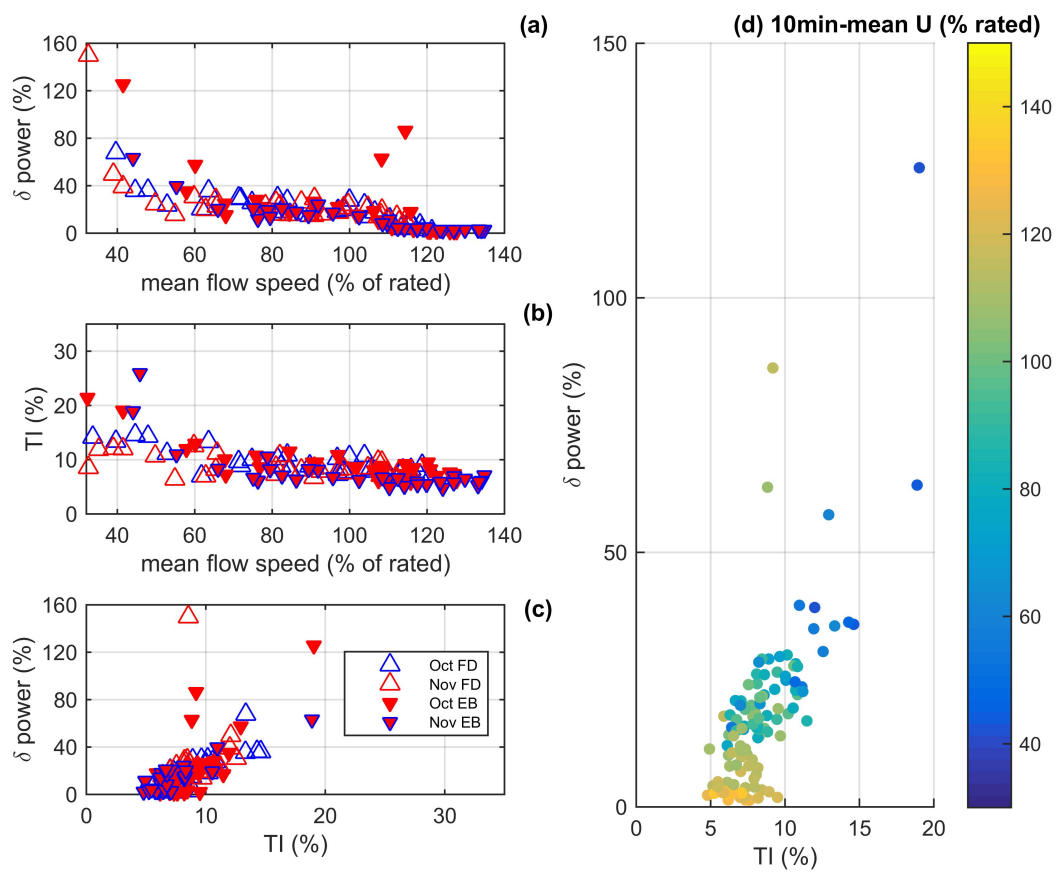 (a)
160
120
80
40
0
δ power (%)
40 60 80 100 120 140
mean flow speed (% of rated)
(b)
30
20
10
0
TI (%)
40 60 80 100 120 140
mean flow speed (% of rated)
(c)
160
120
80
40
0
δ power (%)
Oct FD
Nov FD
Oct EB
Nov EB
0 10 20 30
TI (%)
(d) 10min-mean U (% rated)
150
100
50
0
δ power (%)
0 5 10 15 20
TI (%)
140
120
100
80
60
40